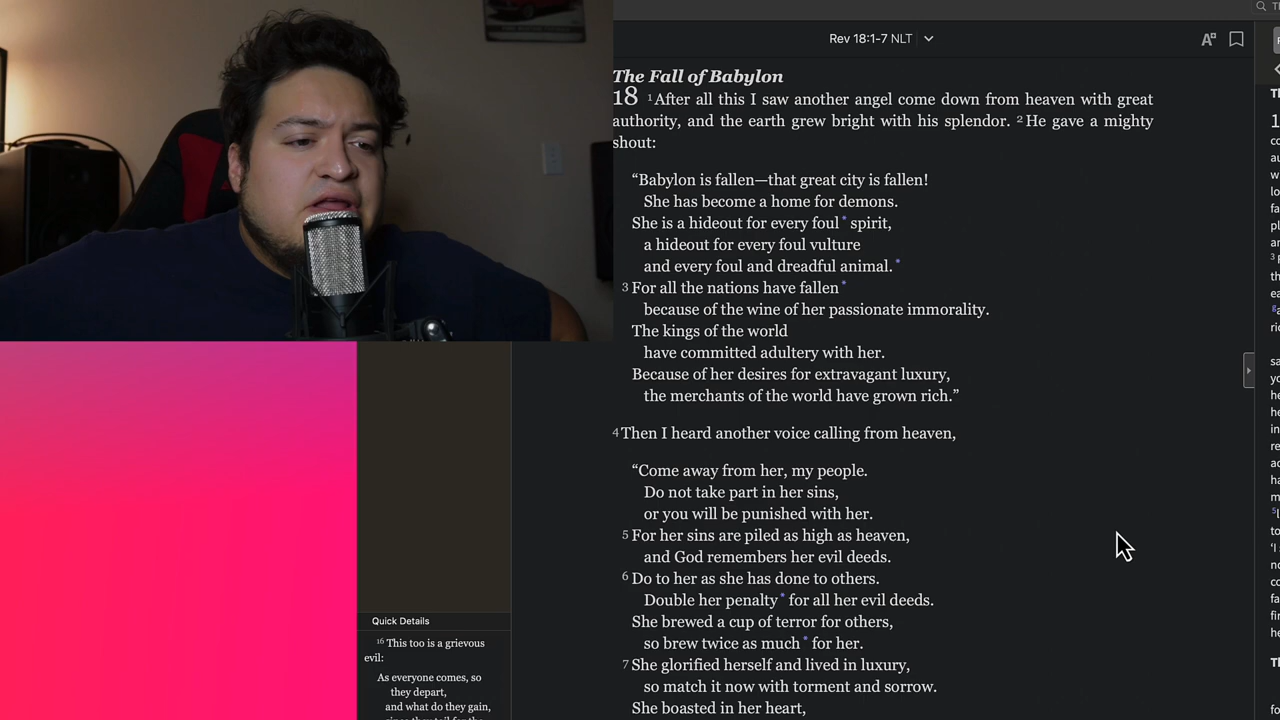 Rev 18:1-7 NLT
The Fall of Babylon
18 1 After all this I saw another angel come down from heaven with great
authority, and the earth grew bright with his splendor. 2 He gave a mighty
shout:
“Babylon is fallen—that great city is fallen!
She has become a home for demons.
She is a hideout for every foul* spirit,
a hideout for every foul vulture
and every foul and dreadful animal.*
3 For all the nations have fallen*
because of the wine of her passionate immorality.
The kings of the world
have committed adultery with her.
Because of her desires for extravagant luxury,
the merchants of the world have grown rich.”
4 Then I heard another voice calling from heaven,
“Come away from her, my people.
Do not take part in her sins,
or you will be punished with her.
5 For her sins are piled as high as heaven,
and God remembers her evil deeds.
6 Do to her as she has done to others.
Double her penalty* for all her evil deeds.
She brewed a cup of terror for others,
so brew twice as much* for her.
7 She glorified herself and lived in luxury,
so match it now with torment and sorrow.
She boasted in her heart,
Quick Details
16 This too is a grievous
evil:
As everyone comes, so
they depart,
and what do they gain,